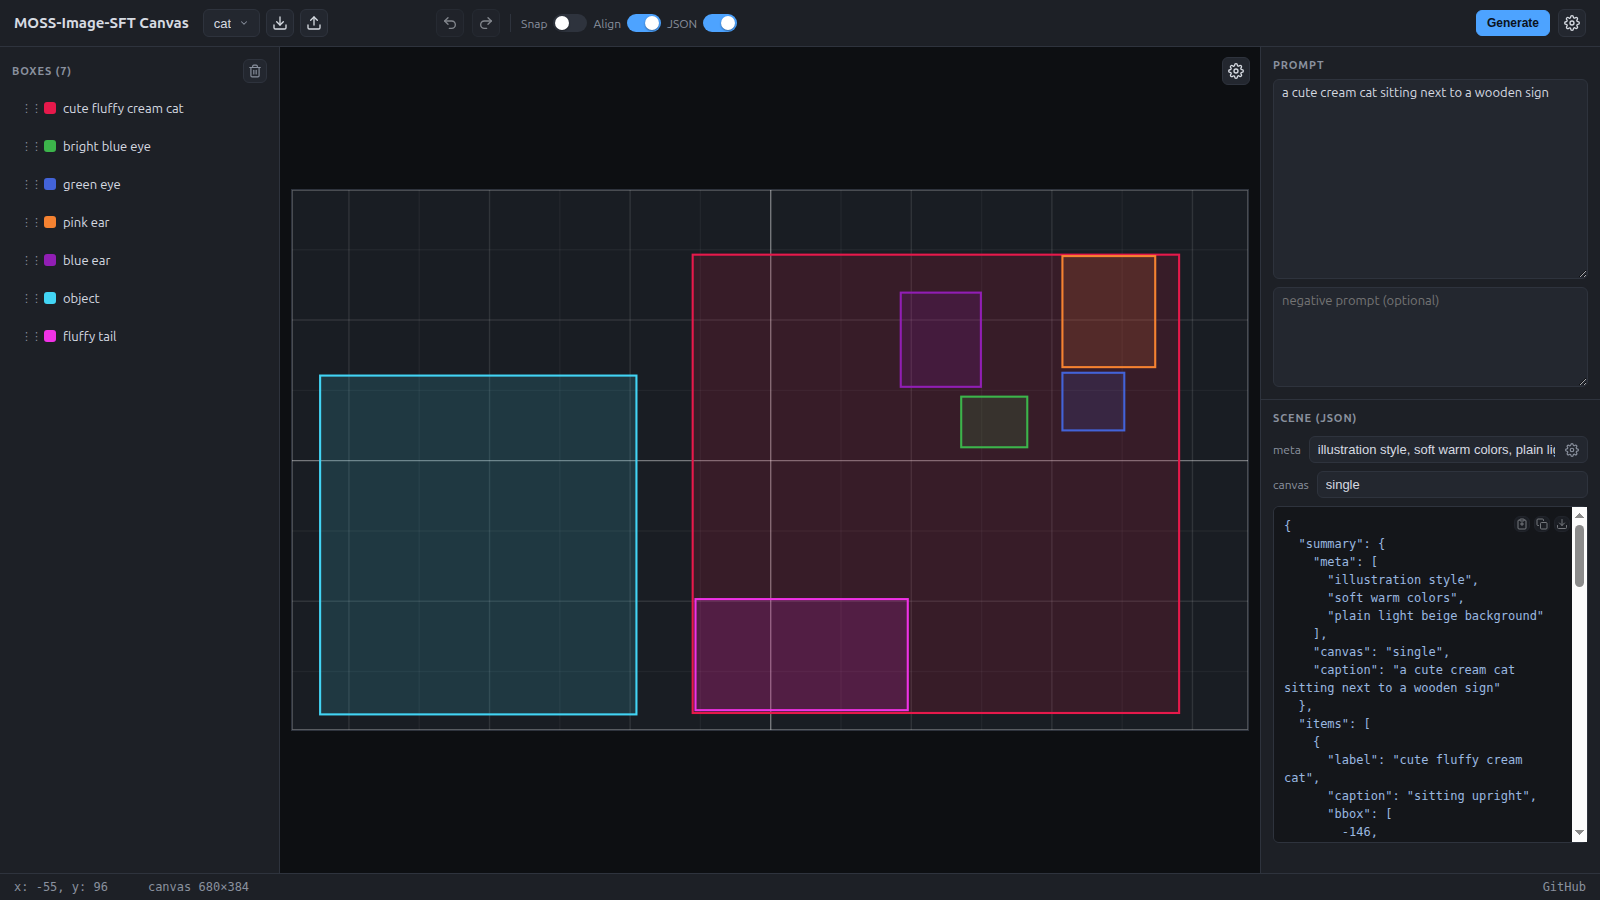 MOSS-Image-SFT Canvas
cat
Snap
Align
JSON
Generate
BOXES (7)
cute fluffy cream cat
bright blue eye
green eye
pink ear
blue ear
object
fluffy tail
PROMPT
a cute cream cat sitting next to a wooden sign
negative prompt (optional)
SCENE (JSON)
meta
illustration style, soft warm colors, plain
canvas
single
{
"summary": {
"meta": [
"illustration style",
"soft warm colors",
"plain light beige background"
],
"canvas": "single",
"caption": "a cute cream cat
sitting next to a wooden sign"
},
"items": [
{
"label": "cute fluffy cream
cat",
"caption": "sitting upright",
"bbox": [
-146,
x: -55, y: 96
canvas 680×384
GitHub